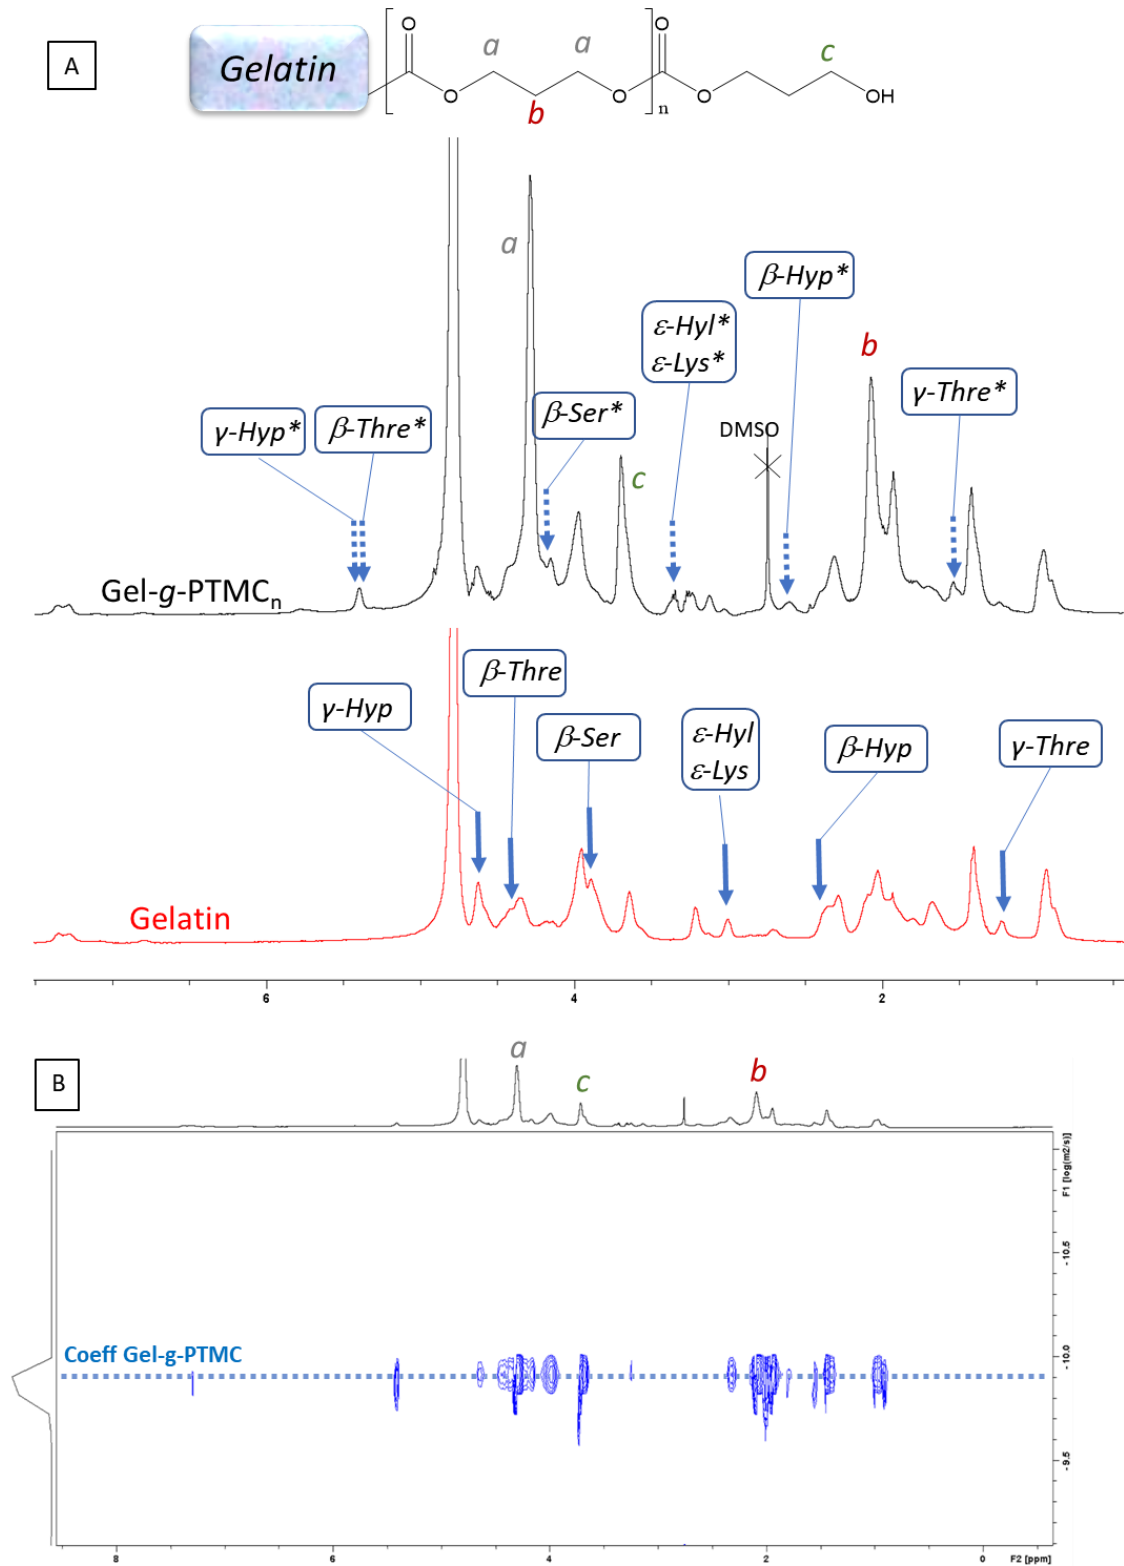 A
Gelatin
O
O
a
a
c
O
O
n
O
OH
b
a
β-Hyp*
ε-Hyl*
ε-Lys*
b
γ-Thre*
β-Ser*
γ-Hyp*
β-Thre*
DMSO
c
Gel-g-PTMCn
β-Thre
γ-Hyp
β-Ser
ε-Hyl
ε-Lys
β-Hyp
γ-Thre
Gelatin
6
4
2
B
a
c
b
F1 [log(m2/s)]
-10.5
Coeff Gel-g-PTMC
-10.0
-9.5
8
6
4
2
0
F2 [ppm]